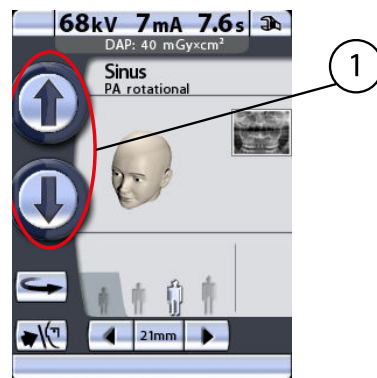 68kV 7mA 7.6s
DAP: 40 mGy×cm²
1
Sinus
PA rotational
21mm